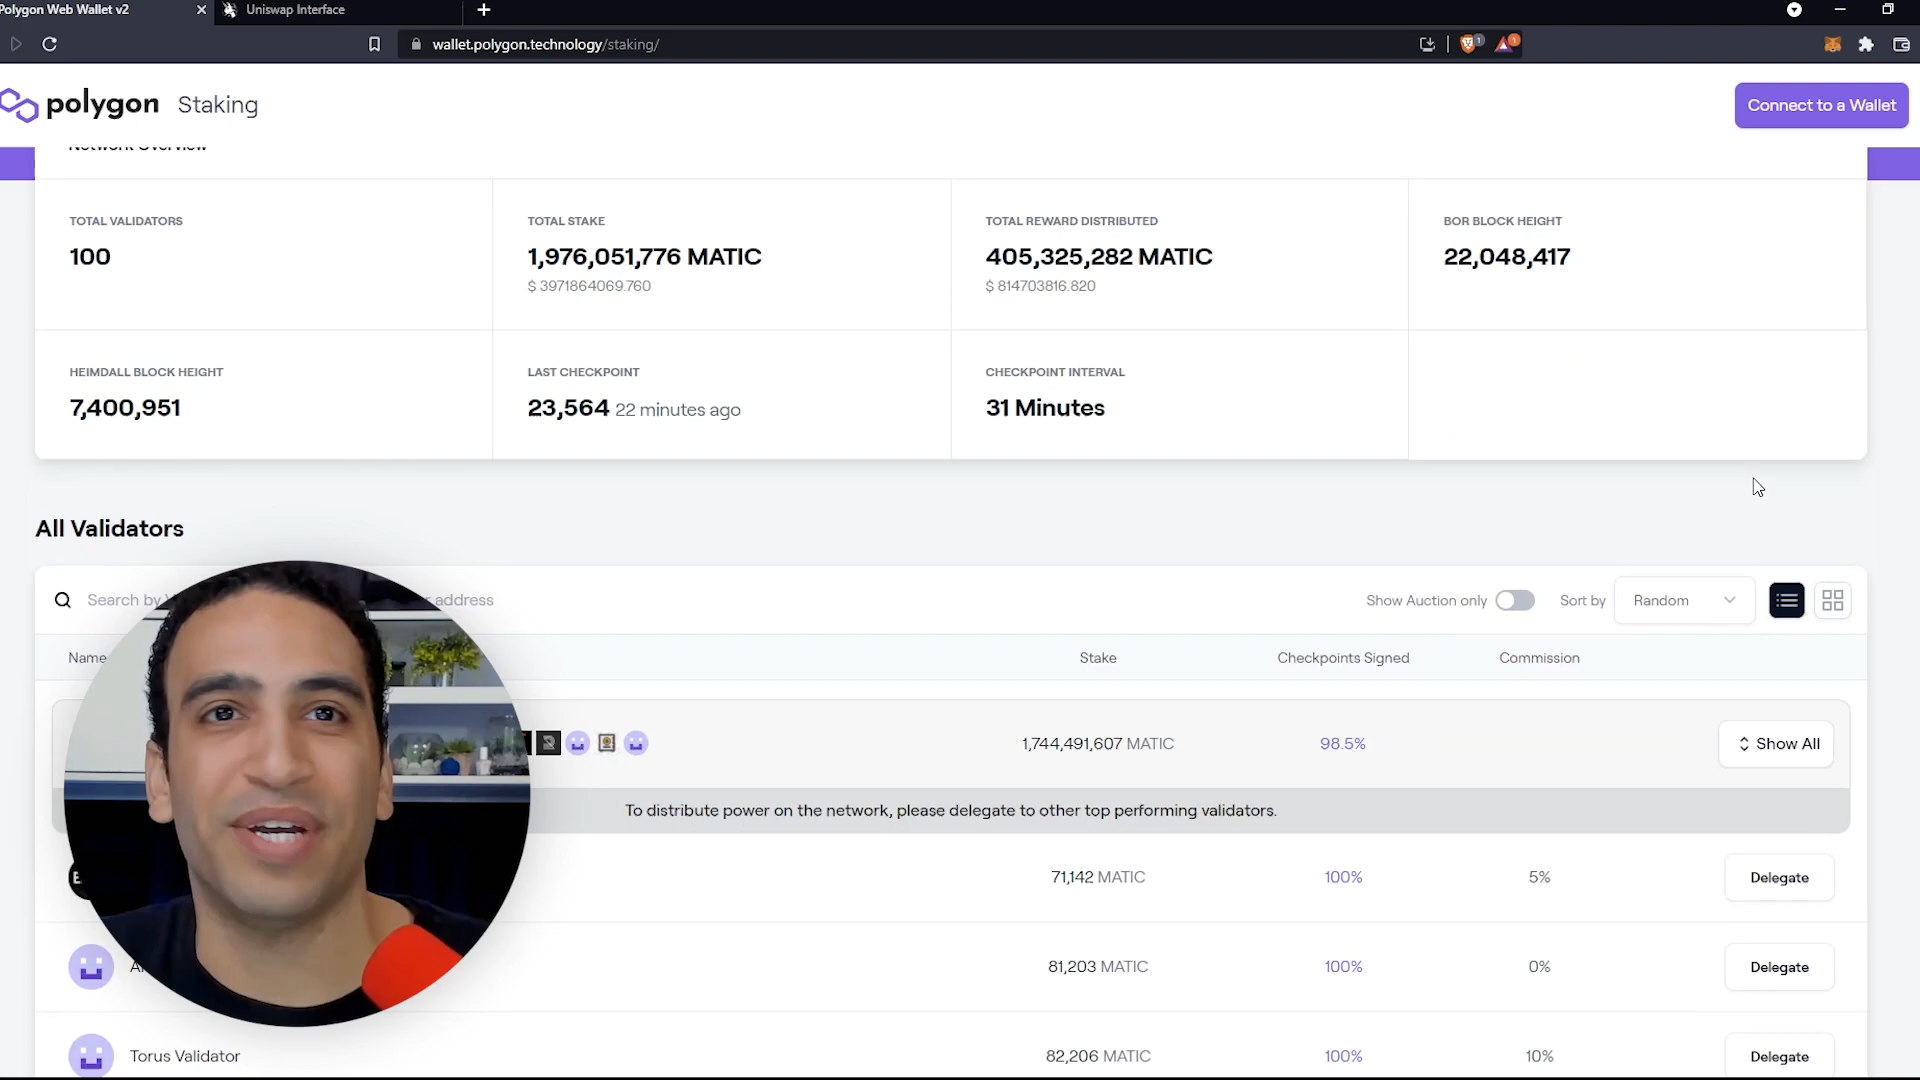 Polygon Web Wallet v2
Uniswap Interface
wallet.polygon.technology/staking/
polygon Staking
Connect to a Wallet
Network Overview
TOTAL VALIDATORS
100
TOTAL STAKE
1,976,051,776 MATIC
$ 3971864069.760
TOTAL REWARD DISTRIBUTED
405,325,282 MATIC
$ 814703816.820
BOR BLOCK HEIGHT
22,048,417
HEIMDALL BLOCK HEIGHT
7,400,951
LAST CHECKPOINT
23,564 22 minutes ago
CHECKPOINT INTERVAL
31 Minutes
All Validators
Search by address
Show Auction only
Sort by
Random
Name Stake Checkpoints Signed Commission
1,744,491,607 MATIC 98.5% Show All
To distribute power on the network, please delegate to other top performing validators.
71,142 MATIC 100% 5% Delegate
81,203 MATIC 100% 0% Delegate
Torus Validator 82,206 MATIC 100% 10% Delegate